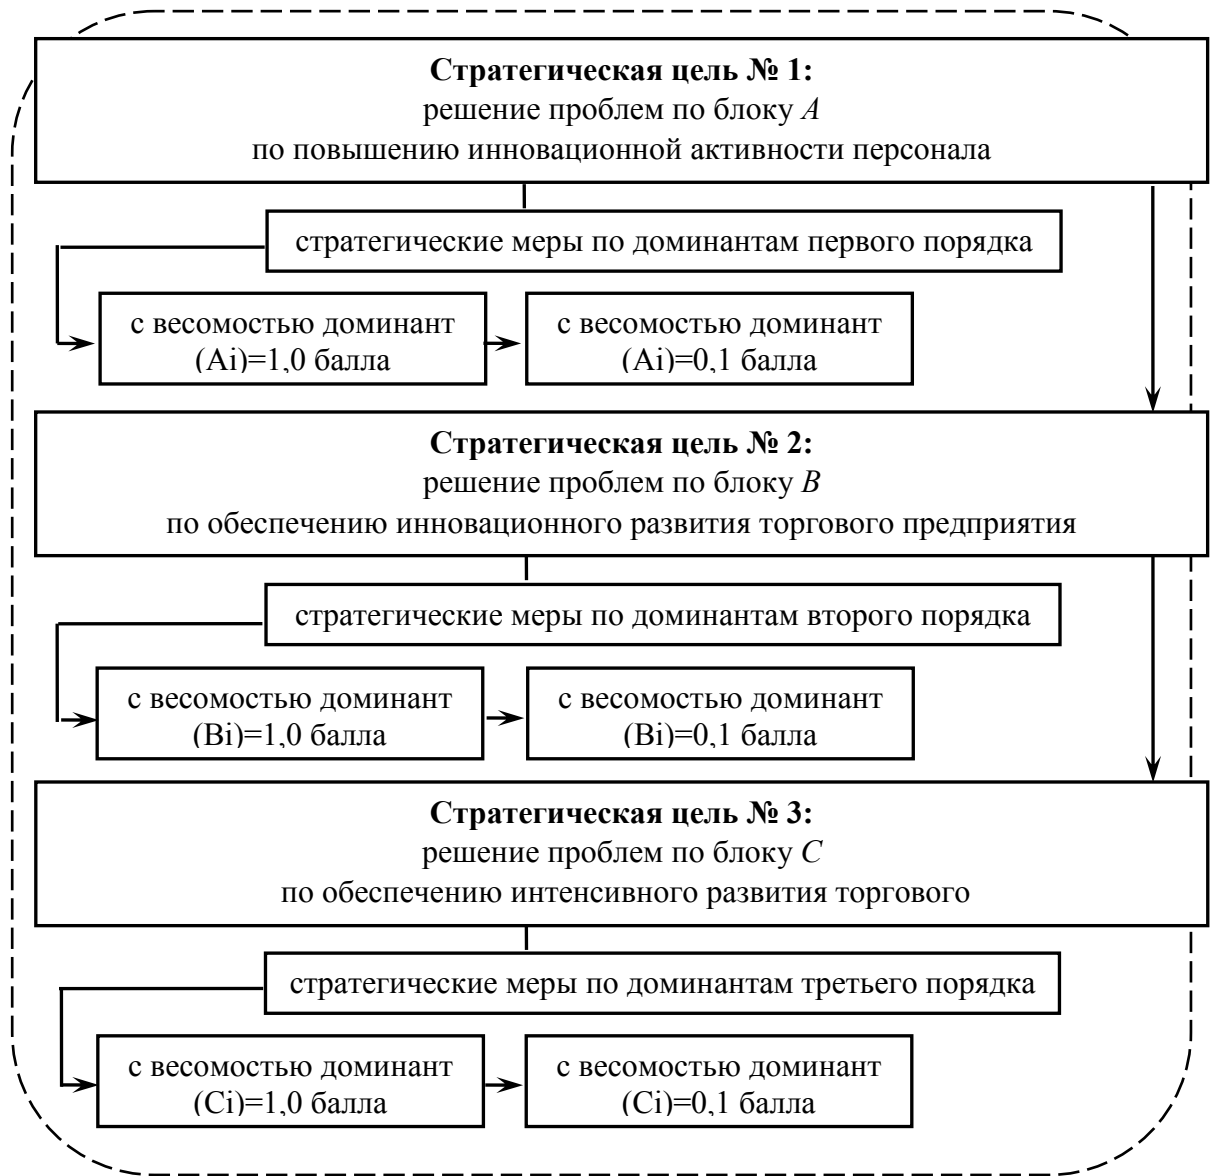 Стратегическая цель № 1:
решение проблем по блоку A
по повышению инновационной активности персонала
стратегические меры по доминантам первого порядка
с весомостью доминант
(Ai)=1,0 балла
с весомостью доминант
(Ai)=0,1 балла
Стратегическая цель № 2:
решение проблем по блоку B
по обеспечению инновационного развития торгового предприятия
стратегические меры по доминантам второго порядка
с весомостью доминант
(Bi)=1,0 балла
с весомостью доминант
(Bi)=0,1 балла
Стратегическая цель № 3:
решение проблем по блоку C
по обеспечению интенсивного развития торгового
стратегические меры по доминантам третьего порядка
с весомостью доминант
(Ci)=1,0 балла
с весомостью доминант
(Ci)=0,1 балла